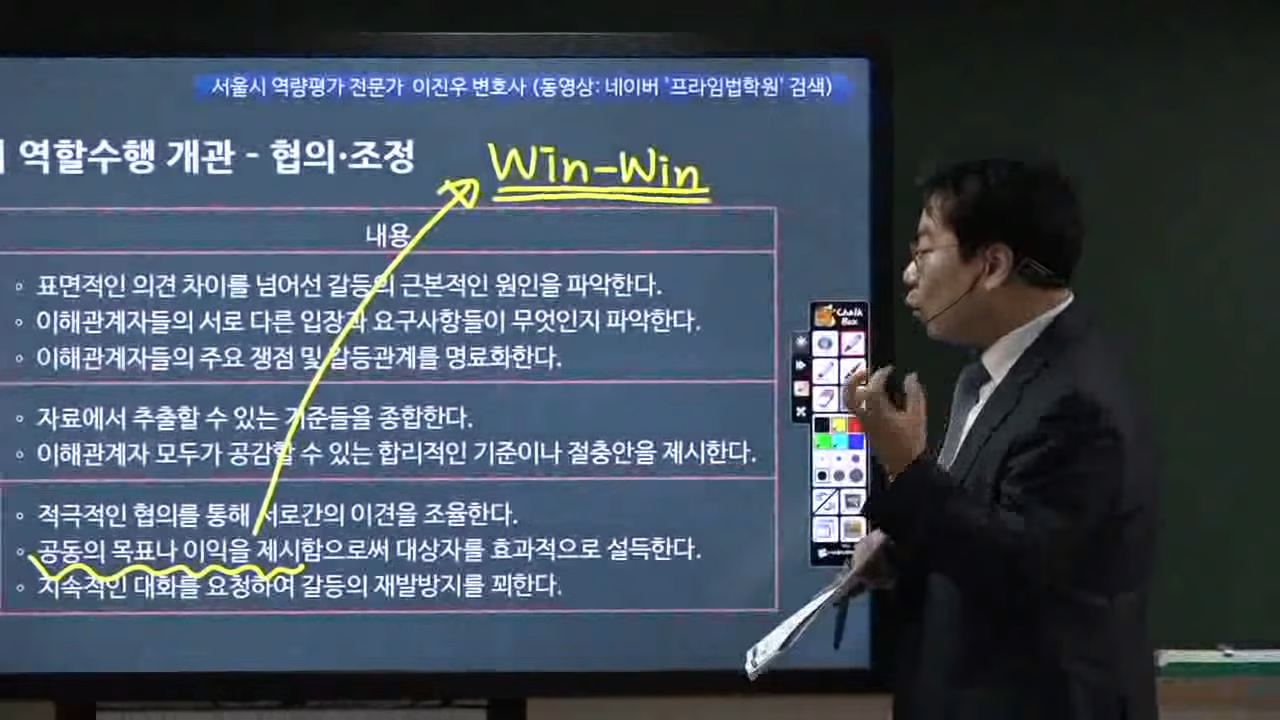 서울시 역량평가 전문가 이진우 변호사 (동영상: 네이버 '프라임법학원' 검색)
역할수행 개관 - 협의·조정
Win-Win
내용
◦ 표면적인 의견 차이를 넘어선 갈등의 근본적인 원인을 파악한다.
◦ 이해관계자들의 서로 다른 입장과 요구사항들이 무엇인지 파악한다.
◦ 이해관계자들의 주요 쟁점 및 갈등관계를 명료화한다.
◦ 자료에서 추출할 수 있는 기준들을 종합한다.
◦ 이해관계자 모두가 공감할 수 있는 합리적인 기준이나 절충안을 제시한다.
◦ 적극적인 협의를 통해 서로간의 이견을 조율한다.
◦ 공동의 목표나 이익을 제시함으로써 대상자를 효과적으로 설득한다.
◦ 지속적인 대화를 요청하여 갈등의 재발방지를 꾀한다.
Chalk
Box